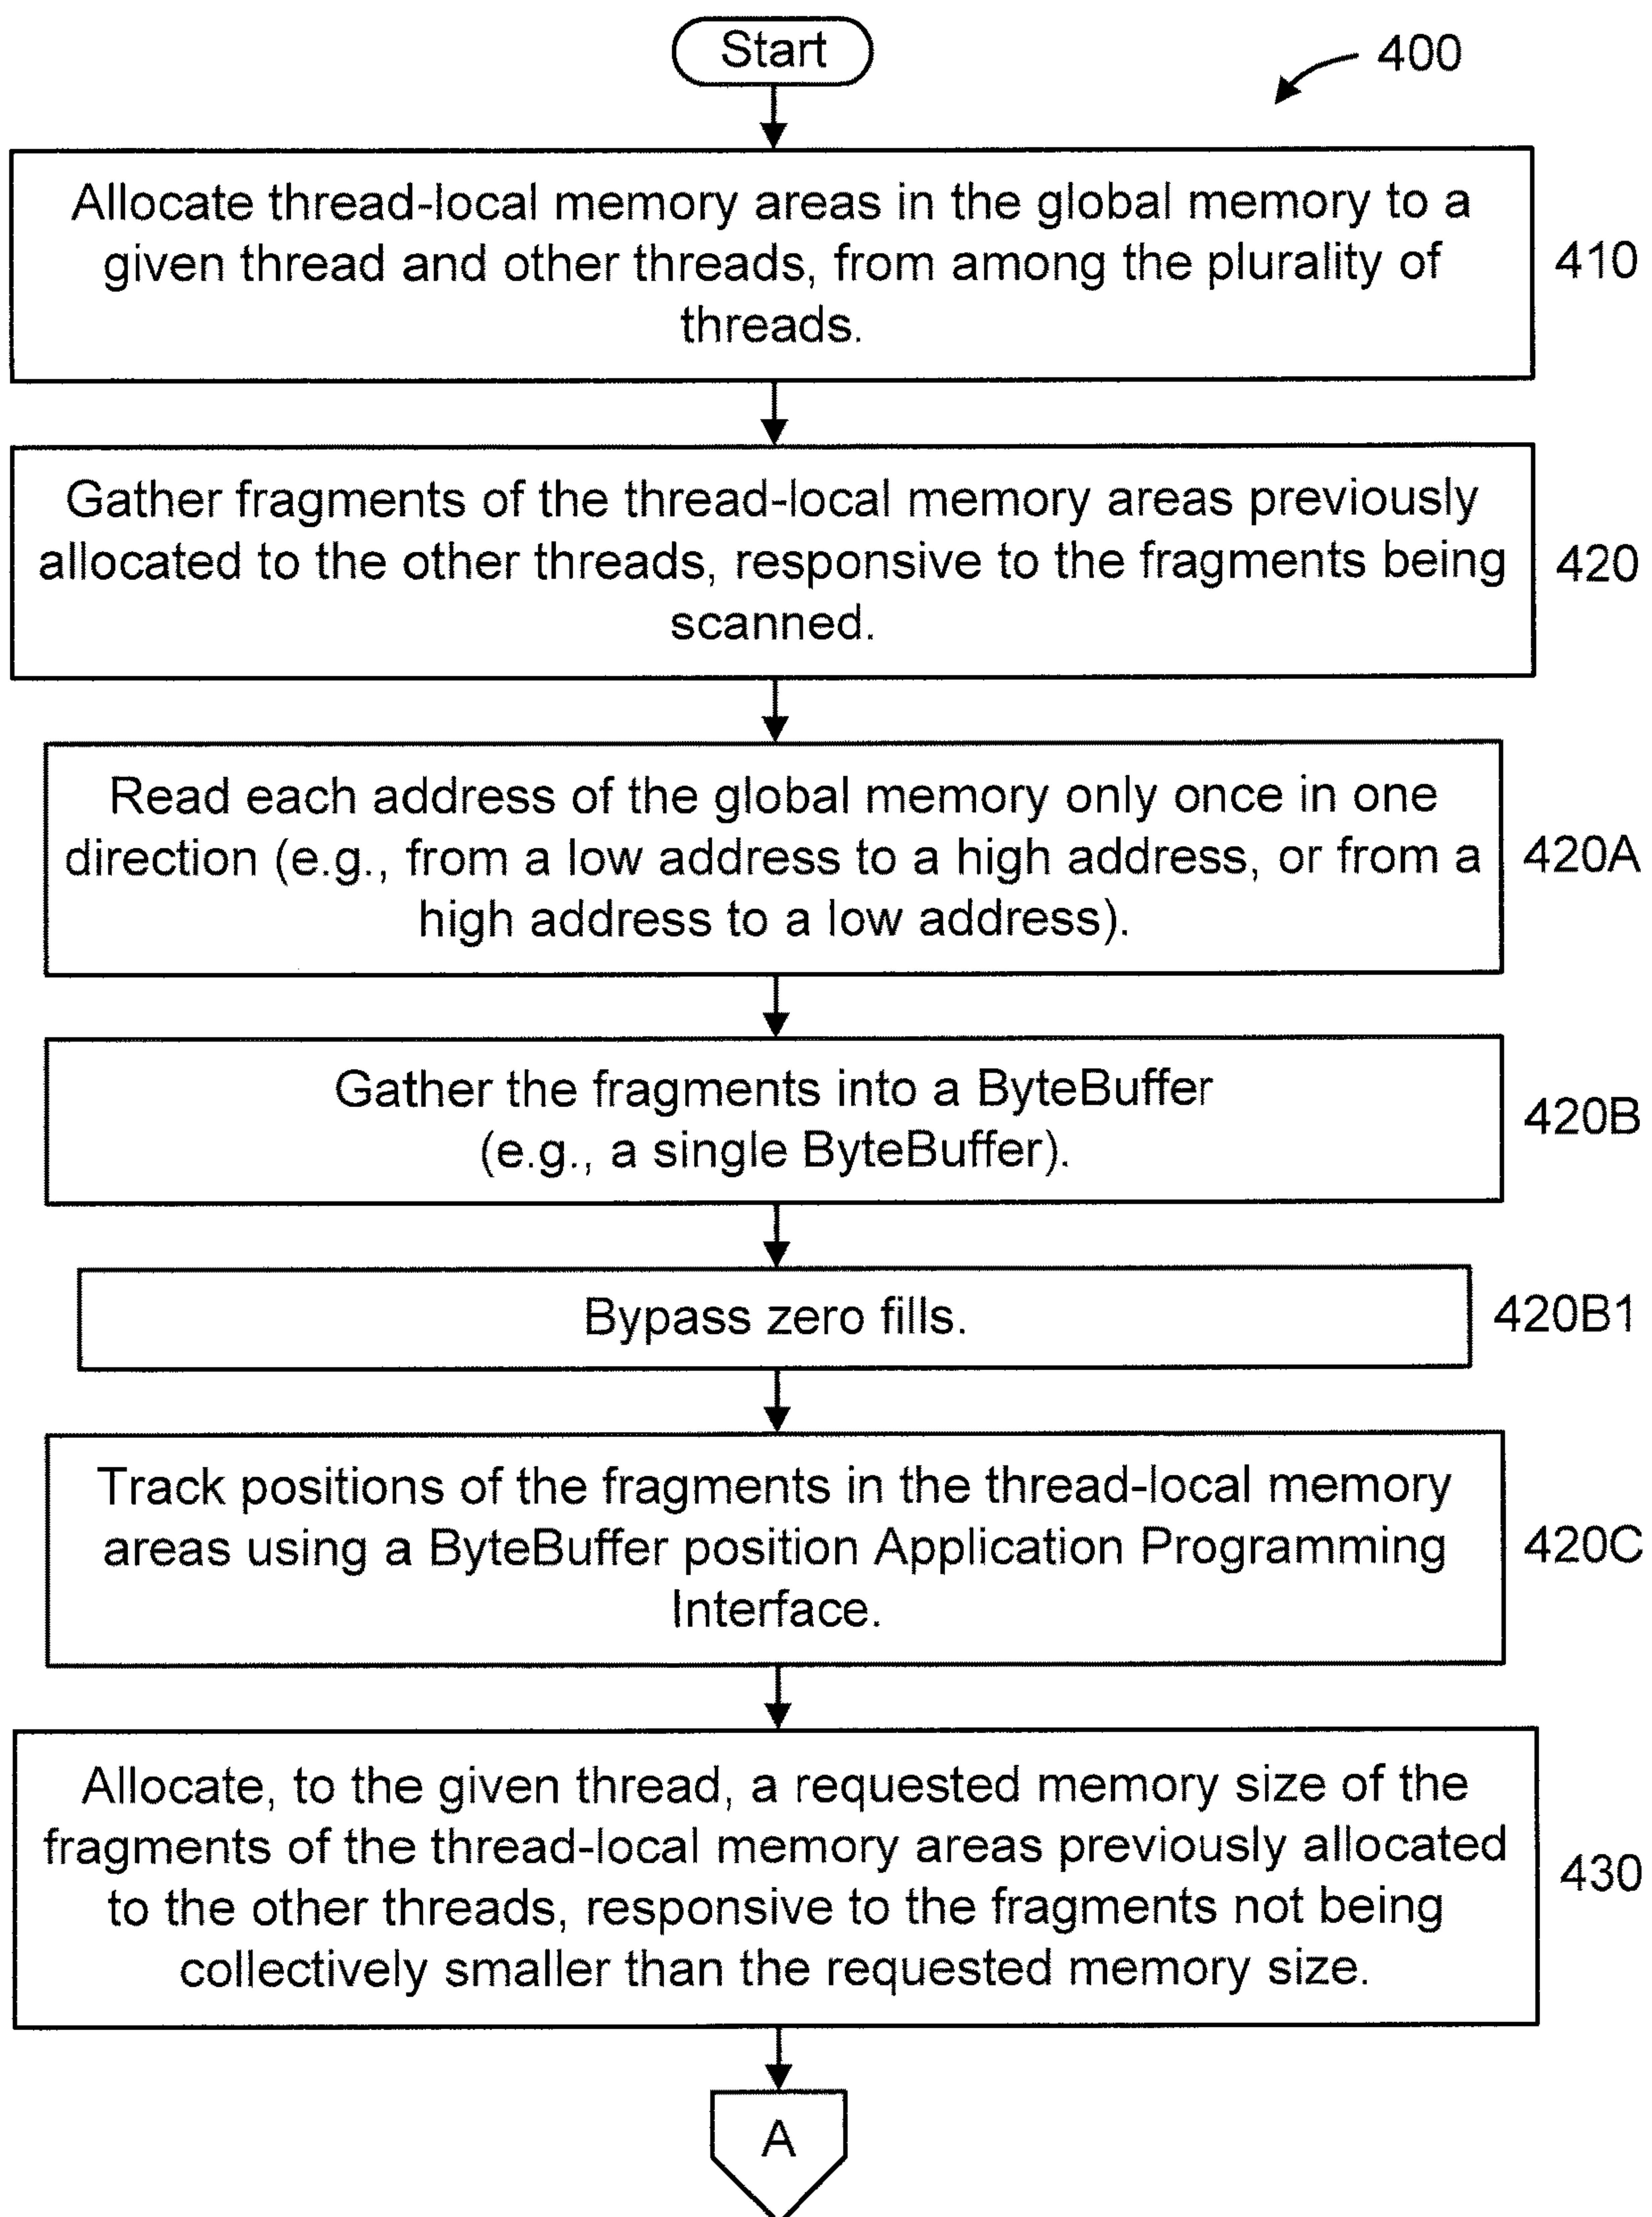 Start
400
Allocate thread-local memory areas in the global memory to a
given thread and other threads, from among the plurality of
threads.
410
Gather fragments of the thread-local memory areas previously
allocated to the other threads, responsive to the fragments being
scanned.
420
Read each address of the global memory only once in one
direction (e.g., from a low address to a high address, or from a
high address to a low address).
420A
Gather the fragments into a ByteBuffer
(e.g., a single ByteBuffer).
420B
Bypass zero fills.
420B1
Track positions of the fragments in the thread-local memory
areas using a ByteBuffer position Application Programming
Interface.
420C
Allocate, to the given thread, a requested memory size of the
fragments of the thread-local memory areas previously allocated
to the other threads, responsive to the fragments not being
collectively smaller than the requested memory size.
430
A